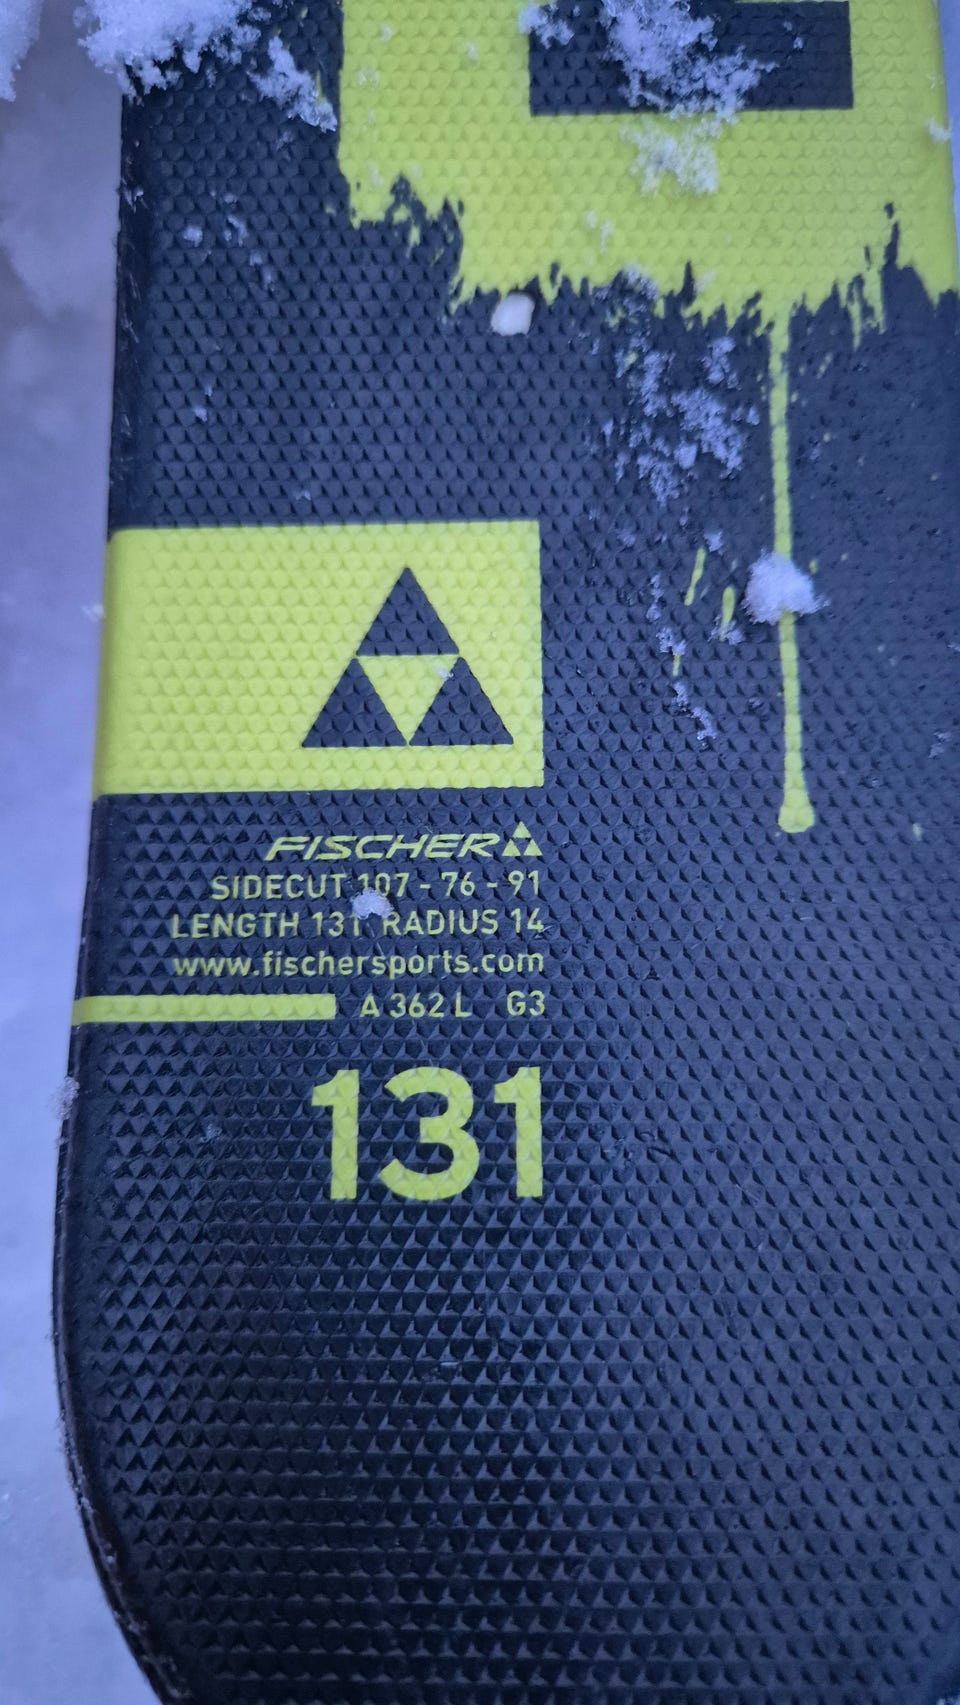 FISCHER
SIDECUT 107 - 76 - 91
LENGTH 131 RADIUS 14
www.fischersports.com
A 362 L G3
131